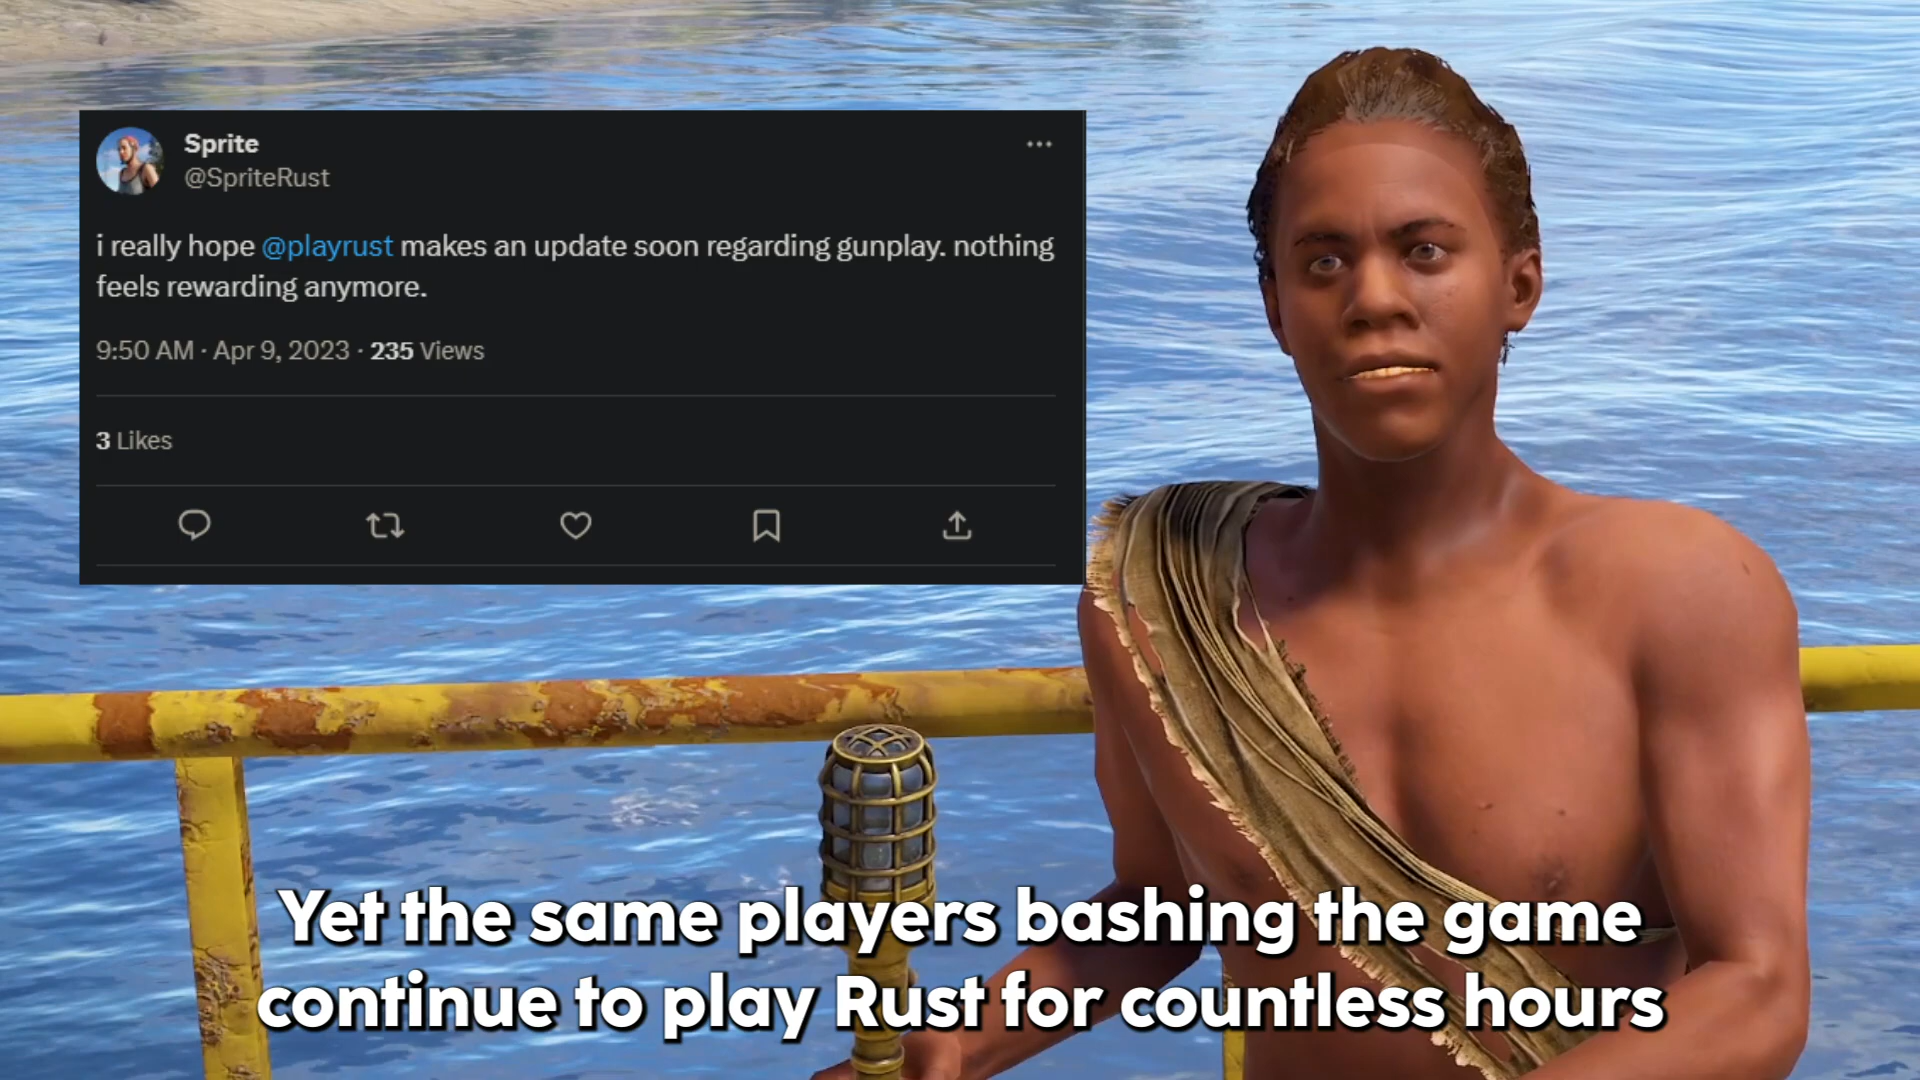 Sprite
@SpriteRust
i really hope @playrust makes an update soon regarding gunplay. nothing
feels rewarding anymore.
9:50 AM · Apr 9, 2023 · 235 Views
3 Likes
Yet the same players bashing the game
continue to play Rust for countless hours